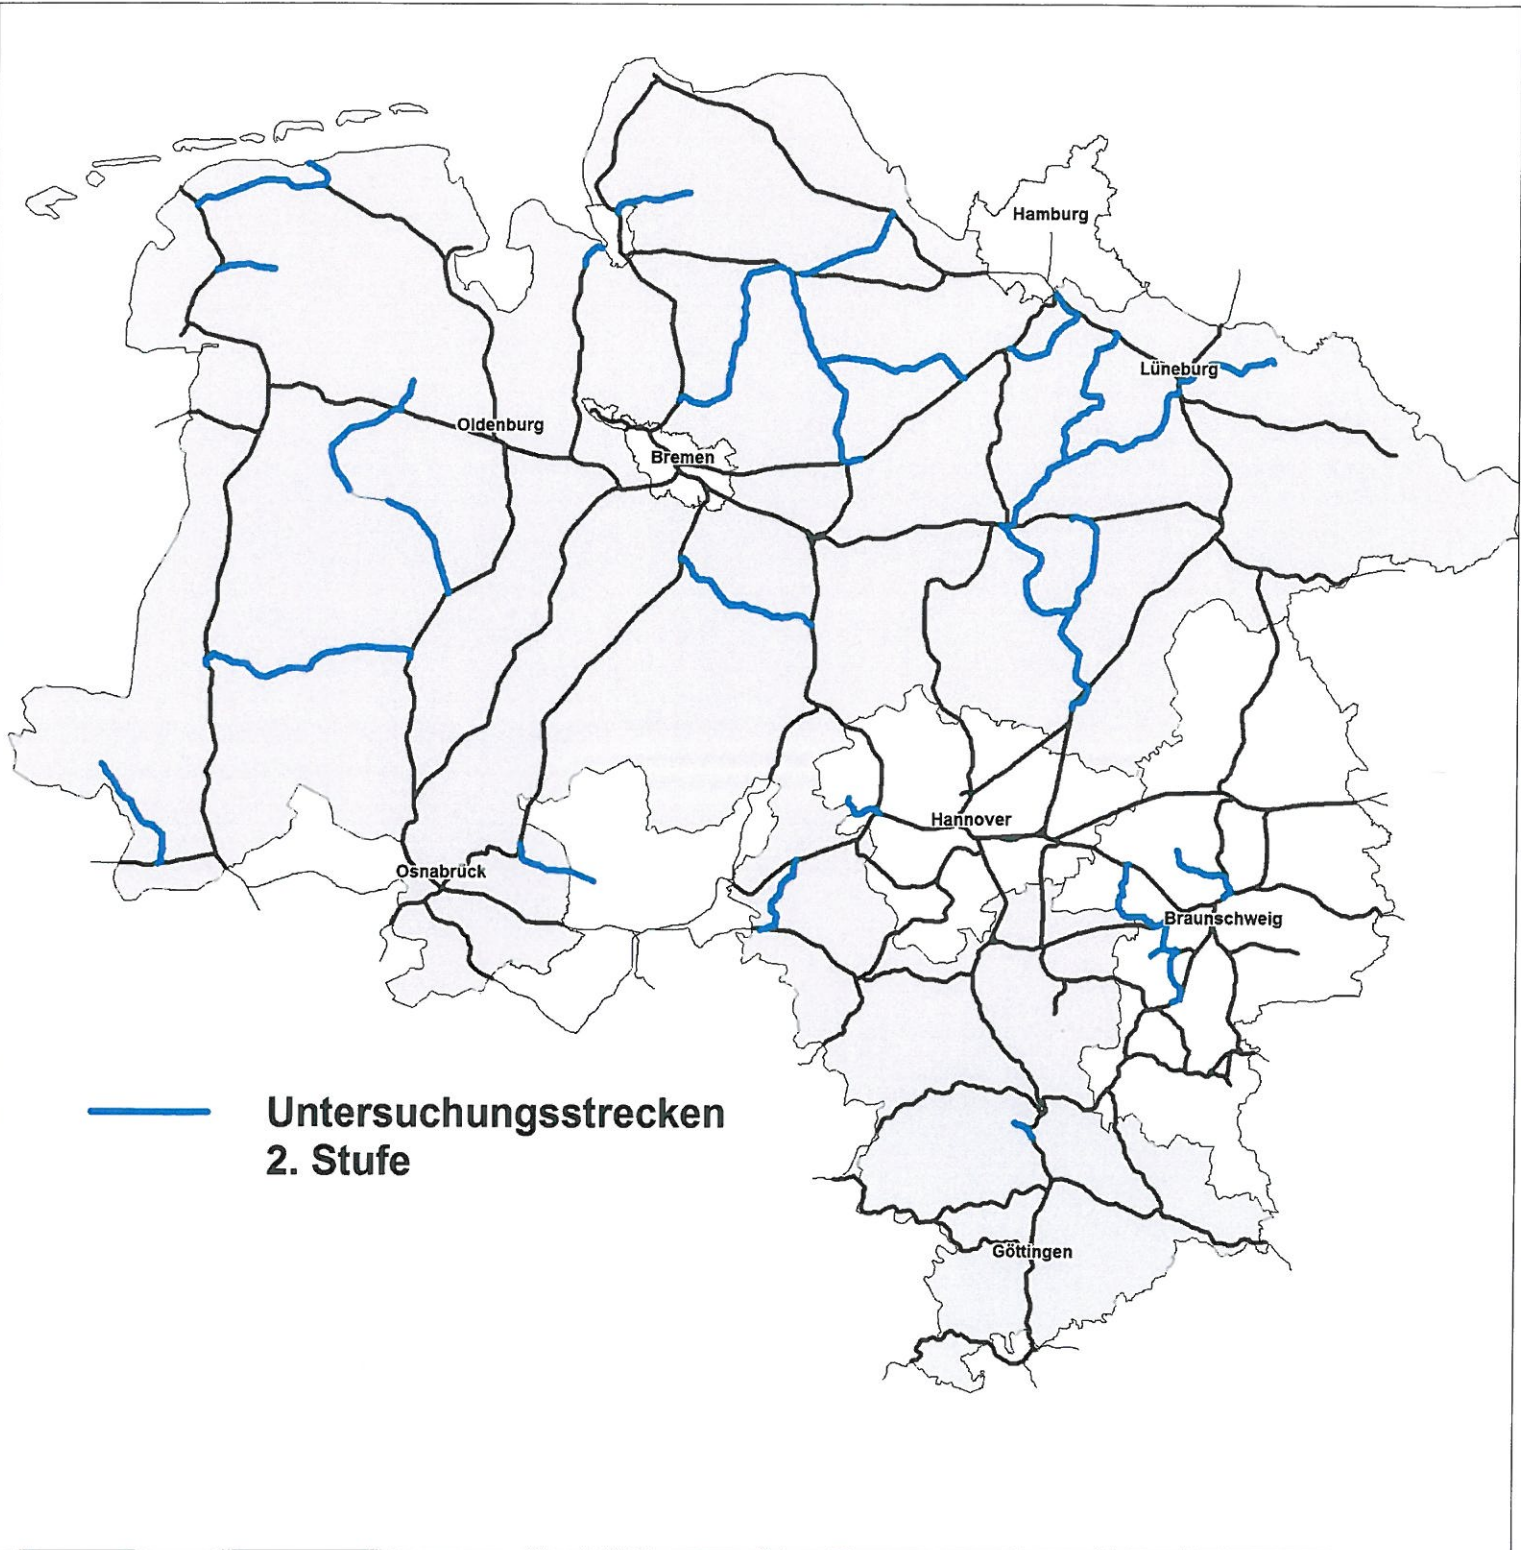 Hamburg
Lüneburg
Oldenburg
Bremen
Hannover
Osnabrück
Braunschweig
Untersuchungsstrecken
2. Stufe
Göttingen